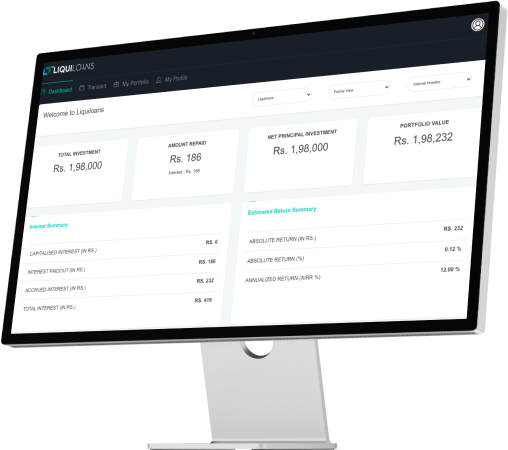 LIQUILOANS
Dashboard Transact My Portfolio My Profile
Welcome to Liquiloans
Liquiloans Family View Internal Investor
TOTAL INVESTMENT
Rs. 1,98,000
AMOUNT REPAID
Rs. 186
Interest : Rs. 186
NET PRINCIPAL INVESTMENT
Rs. 1,98,000
PORTFOLIO VALUE
Rs. 1,98,232
Interest Summary
CAPITALISED INTEREST (IN RS.) RS. 0
INTEREST PAIDOUT (IN RS.) RS. 186
ACCRUED INTEREST (IN RS.) RS. 232
TOTAL INTEREST (IN RS.) RS. 418
Estimated Return Summary
ABSOLUTE RETURN (IN RS.) RS. 232
ABSOLUTE RETURN (%) 0.12 %
ANNUALIZED RETURN (XIRR %) 12.00 %